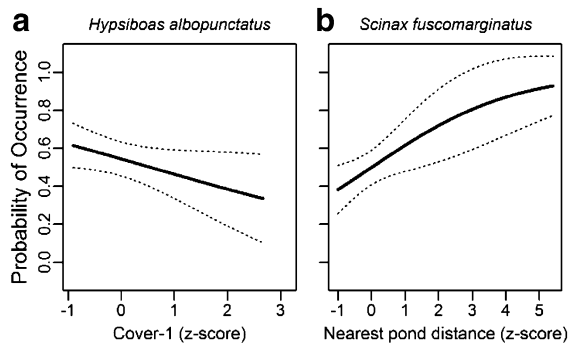 a Hypsiboas albopunctatus
b Scinax fuscomarginatus
Probability of Occurrence
1.0
0.8
0.6
0.4
0.2
0.0
-1 0 1 2 3
-1 0 1 2 3 4 5
Cover-1 (z-score)
Nearest pond distance (z-score)